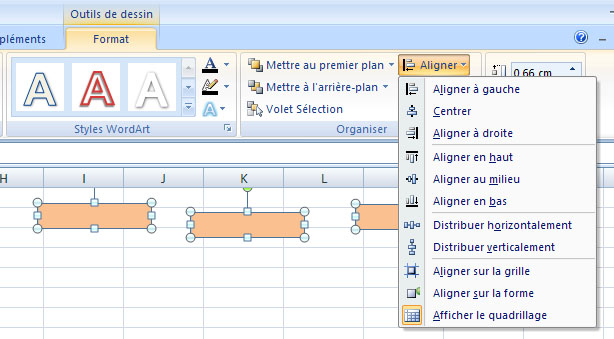 Outils de dessin
pléments
Format
A A A
A
A
Styles WordArt
Mettre au premier plan
Mettre à l'arrière-plan
Volet Sélection
Organiser
Aligner
0,66 cm
Aligner à gauche
Centrer
Aligner à droite
Aligner en haut
Aligner au milieu
Aligner en bas
Distribuer horizontalement
Distribuer verticalement
Aligner sur la grille
Aligner sur la forme
Afficher le quadrillage
H I J K L